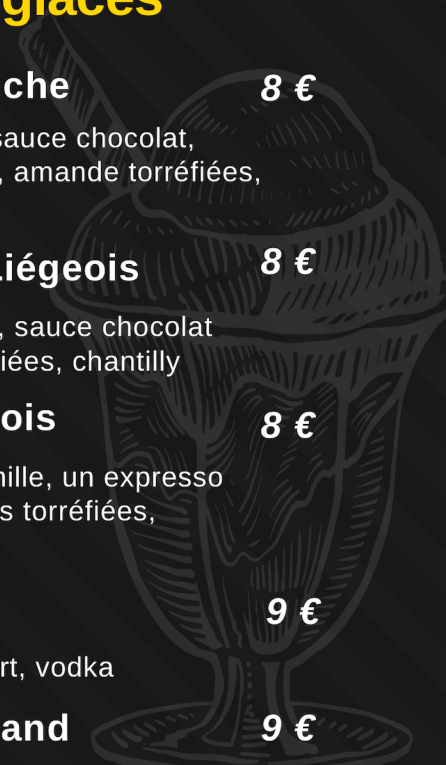 glaces
che 8 €
sauce chocolat,
, amande torréfiées,
Liégeois 8 €
, sauce chocolat
iées, chantilly
ois 8 €
nille, un expresso
s torréfiées,
9 €
rt, vodka
and 9 €